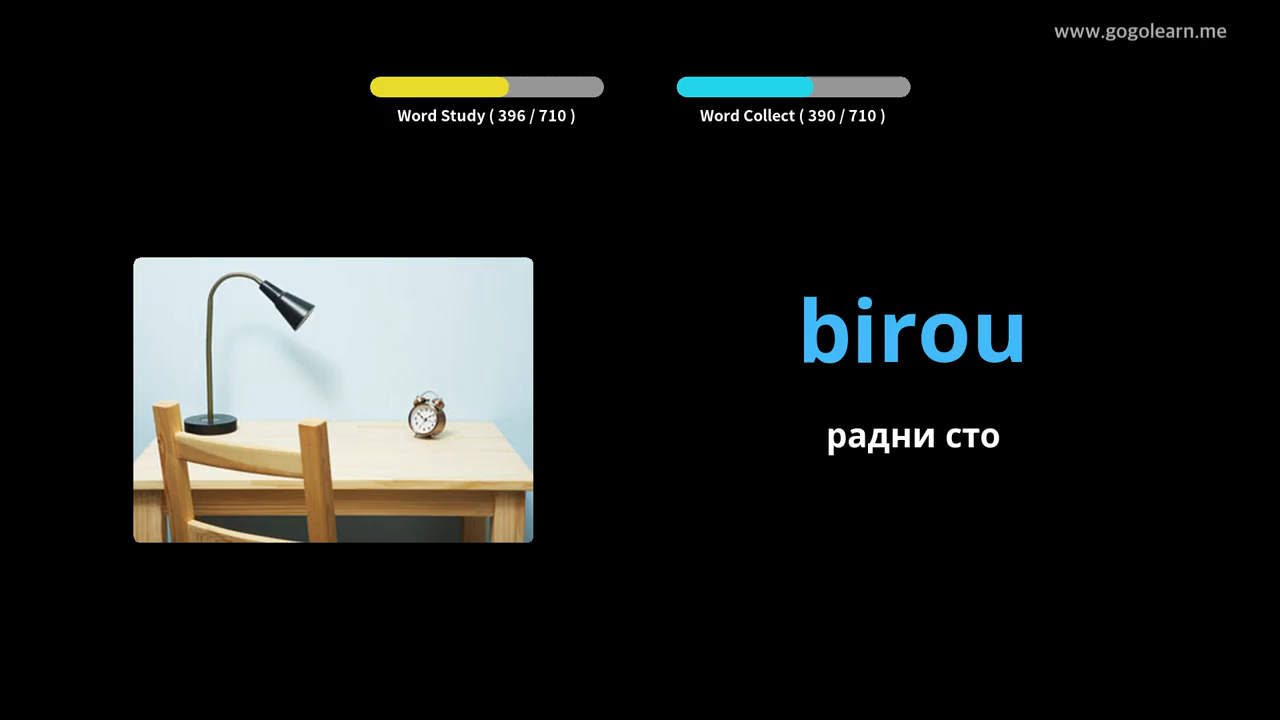 www.gogolearn.me
Word Study ( 396 / 710 )
Word Collect ( 390 / 710 )
birou
радни сто